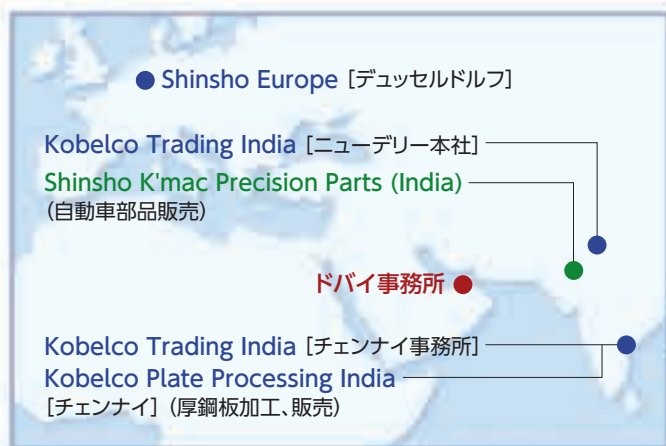 Shinsho Europe [デュッセルドルフ]
Kobelco Trading India [ニューデリー本社]
Shinsho K'mac Precision Parts (India)
(自動車部品販売)
ドバイ事務所
Kobelco Trading India [チェンナイ事務所]
Kobelco Plate Processing India
[チェンナイ] (厚鋼板加工、販売)